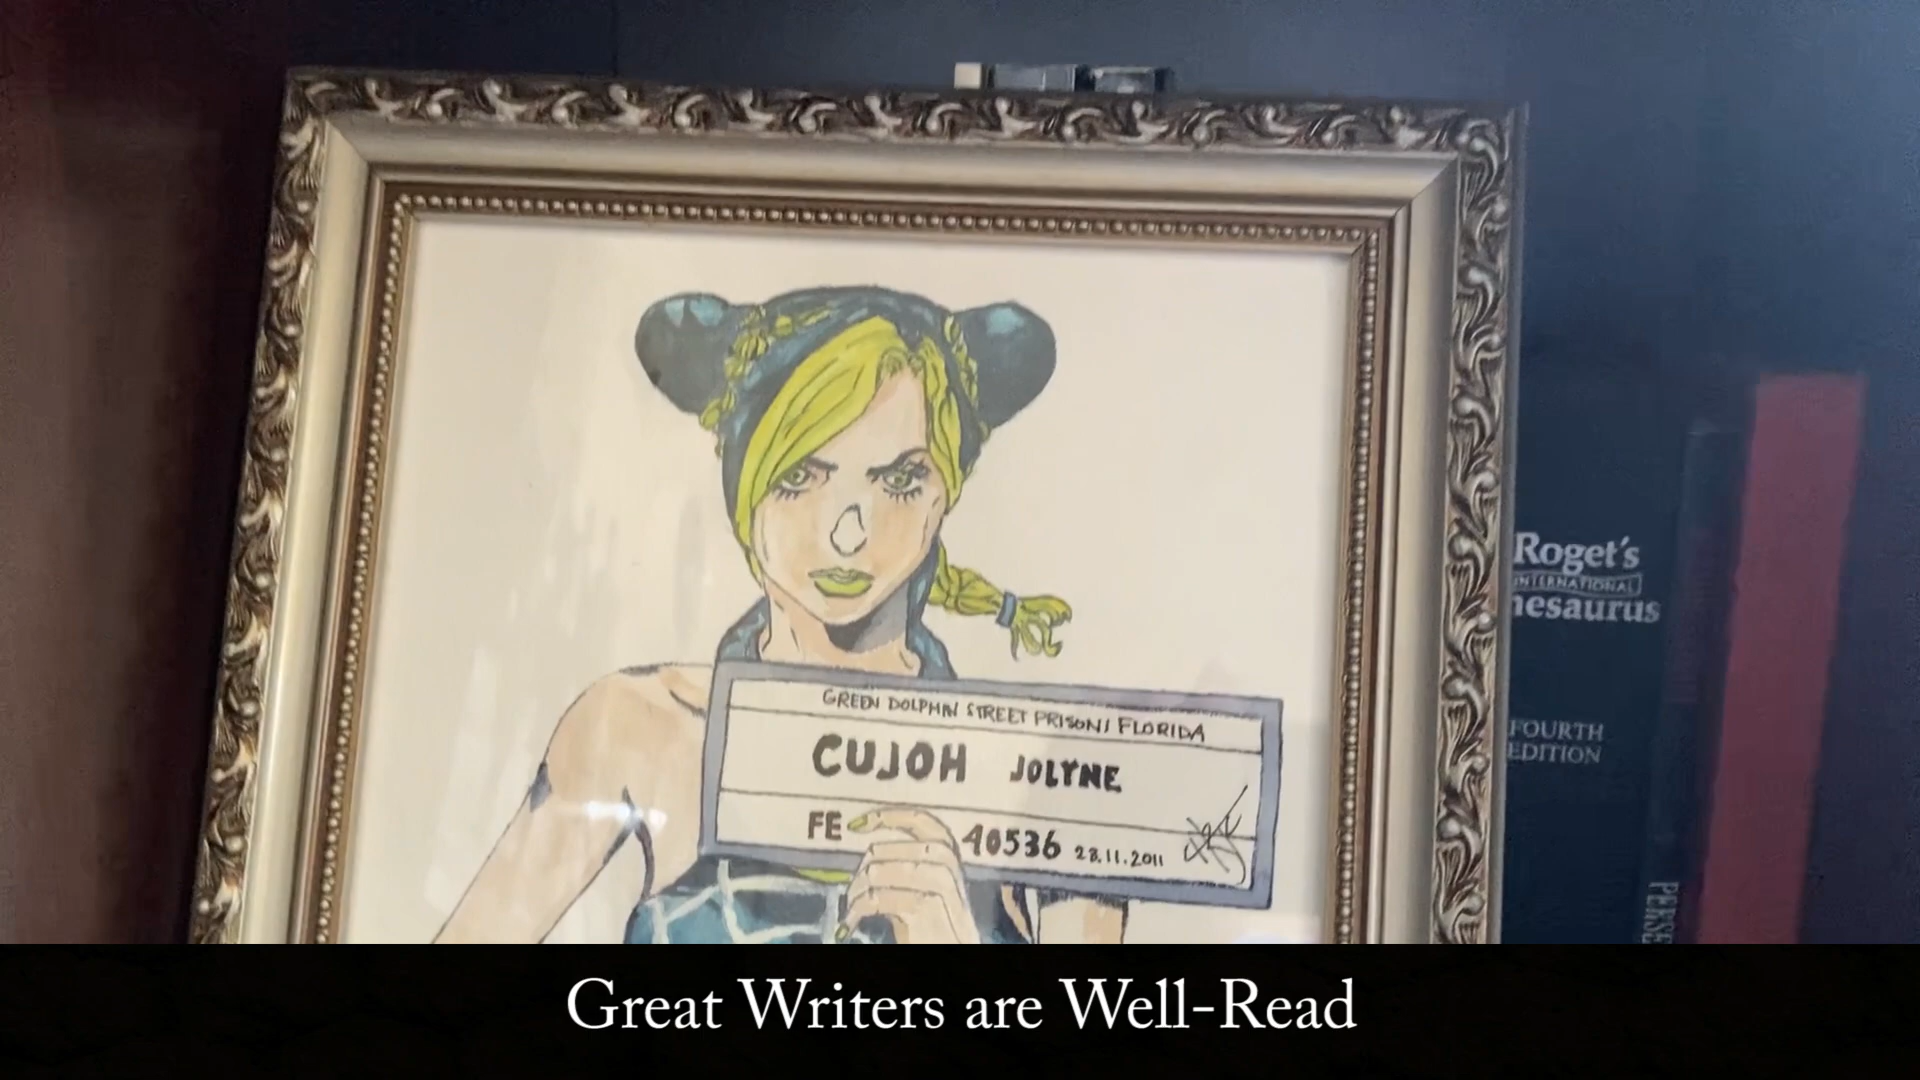 GREEN DOLPHIN STREET PRISON, FLORIDA
CUJOH JOLYNE
FE 40536 28.11.2011
Roget's
INTERNATIONAL
hesaurus
FOURTH
EDITION
Great Writers are Well-Read